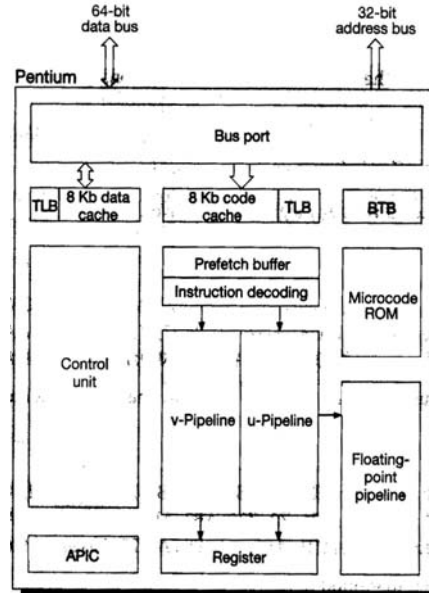 64-bit
data bus
32-bit
address bus
Pentium
Bus port
TLB
8 Kb data
cache
8 Kb code
cache
TLB
BTB
Prefetch buffer
Instruction decoding
Microcode
ROM
Control
unit
v-Pipeline
u-Pipeline
Floating-
point
pipeline
APIC
Register